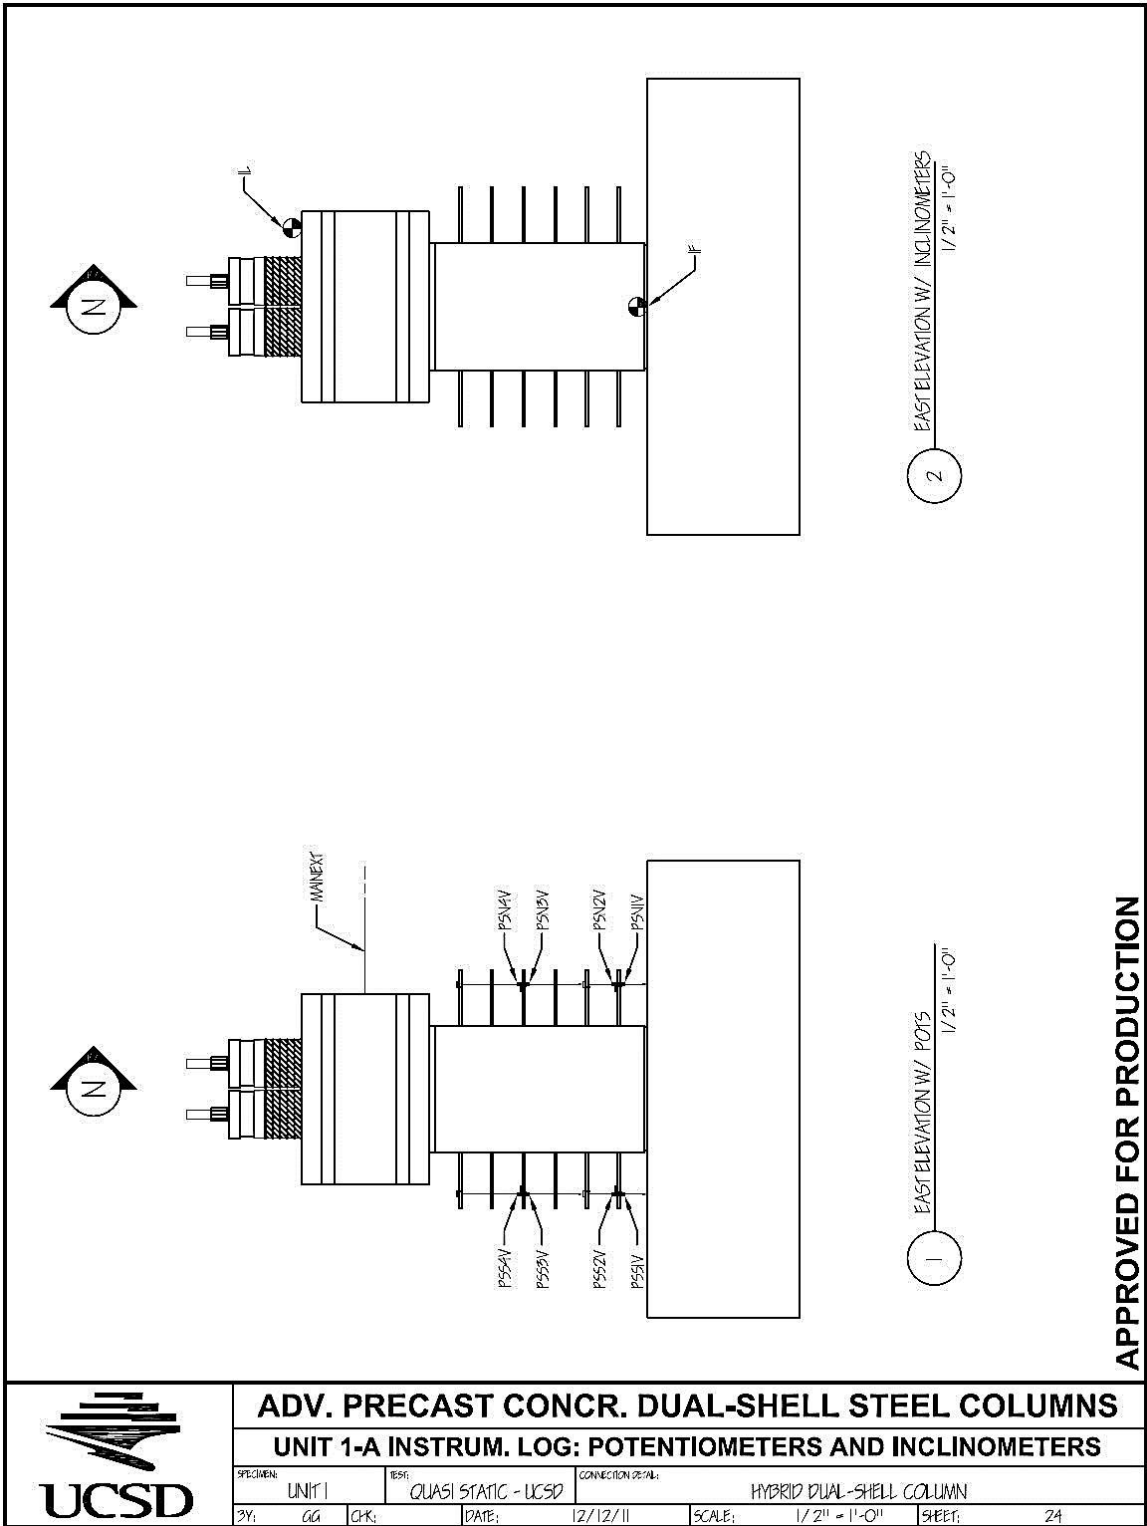 N
IL
IF
2
EAST ELEVATION W/ INCLINOMETERS
1/2" = 1'-0"
N
MAINEXT
PSN4V
PSN3V
PSN2V
PSN1V
PSS4V
PSS3V
PSS2V
PSS1V
1
EAST ELEVATION W/ POTS
1/2" = 1'-0"
APPROVED FOR PRODUCTION
UCSD
ADV. PRECAST CONCR. DUAL-SHELL STEEL COLUMNS
UNIT 1-A INSTRUM. LOG: POTENTIOMETERS AND INCLINOMETERS
SPECIMEN: UNIT 1
TEST: QUASI STATIC - UCSD
CONNECTION DETAIL: HYBRID DUAL-SHELL COLUMN
BY: GG
CHK:
DATE: 12/12/11
SCALE: 1/2" = 1'-0"
SHEET: 24